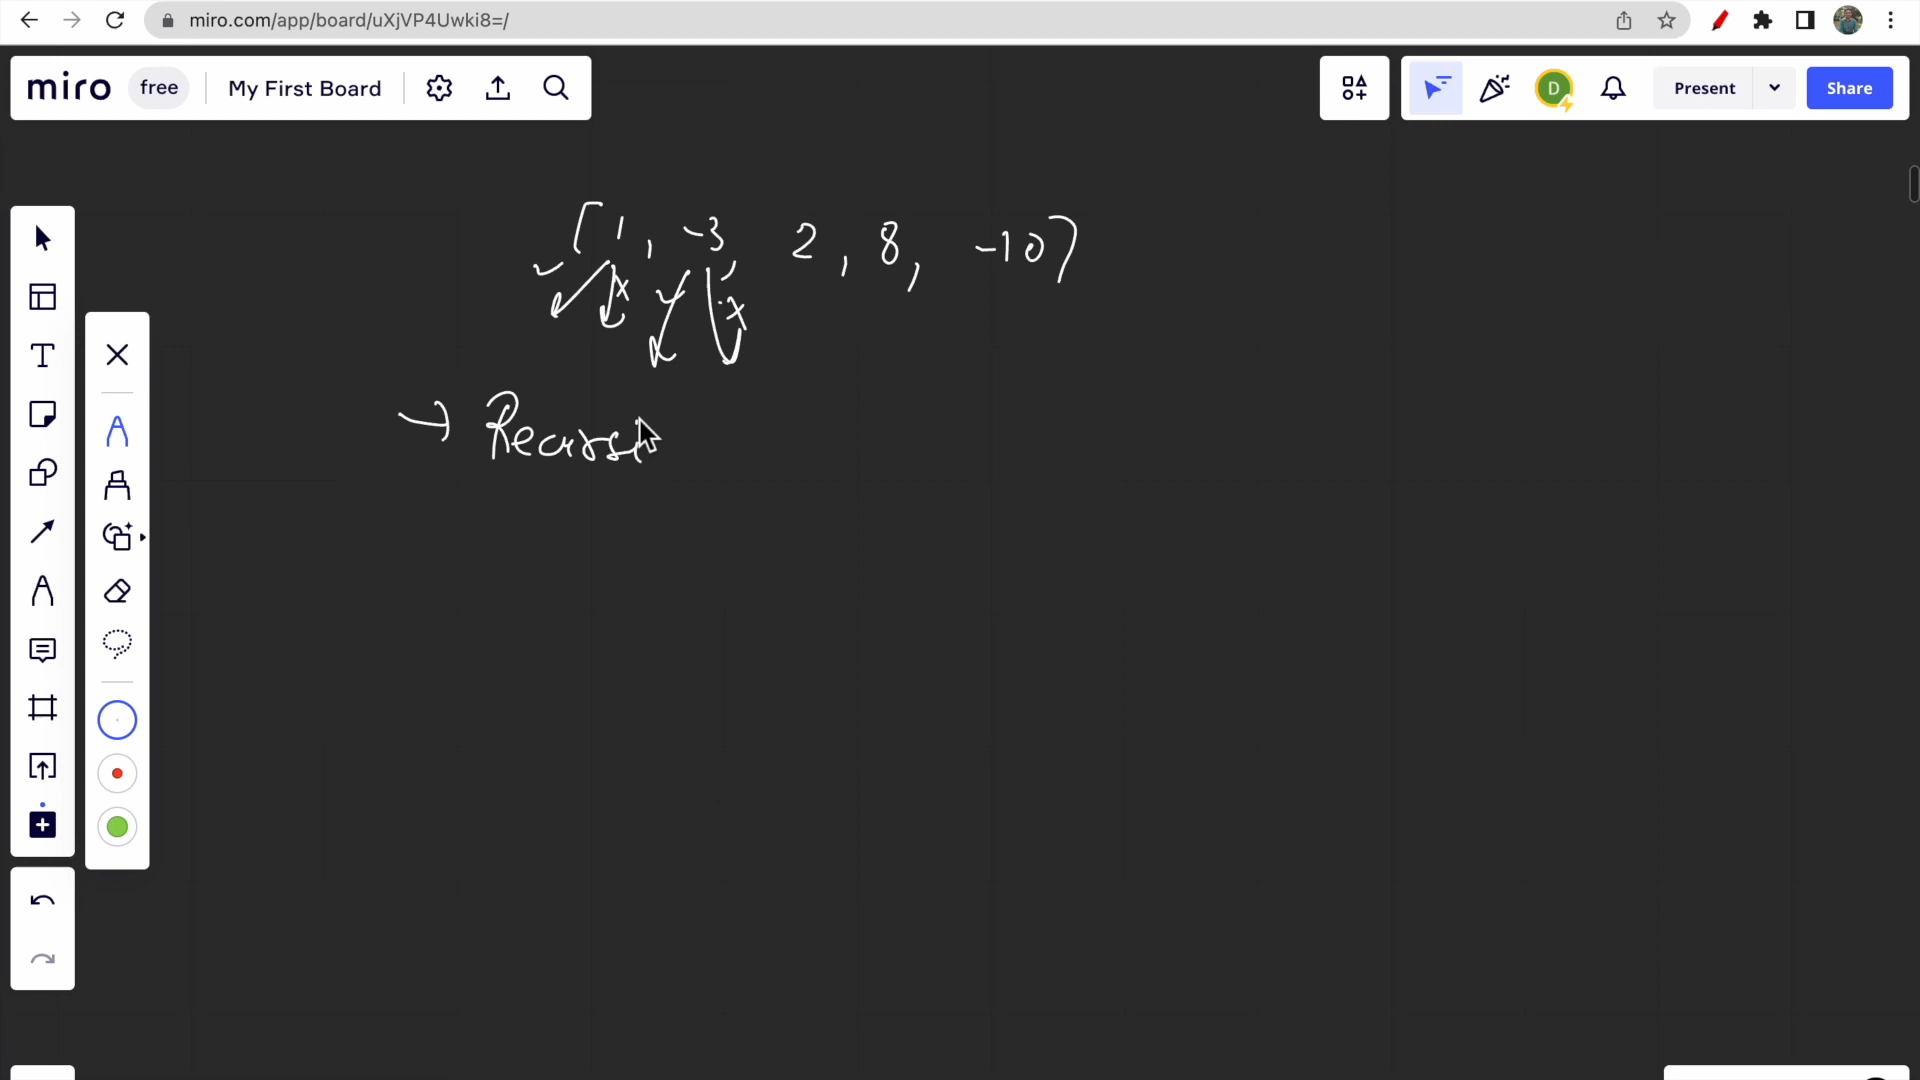 miro.com/app/board/uXjVP4Uwki8=/
miro free My First Board
D Present Share
[1, -3, 2, 8, -10]
→ Recursi